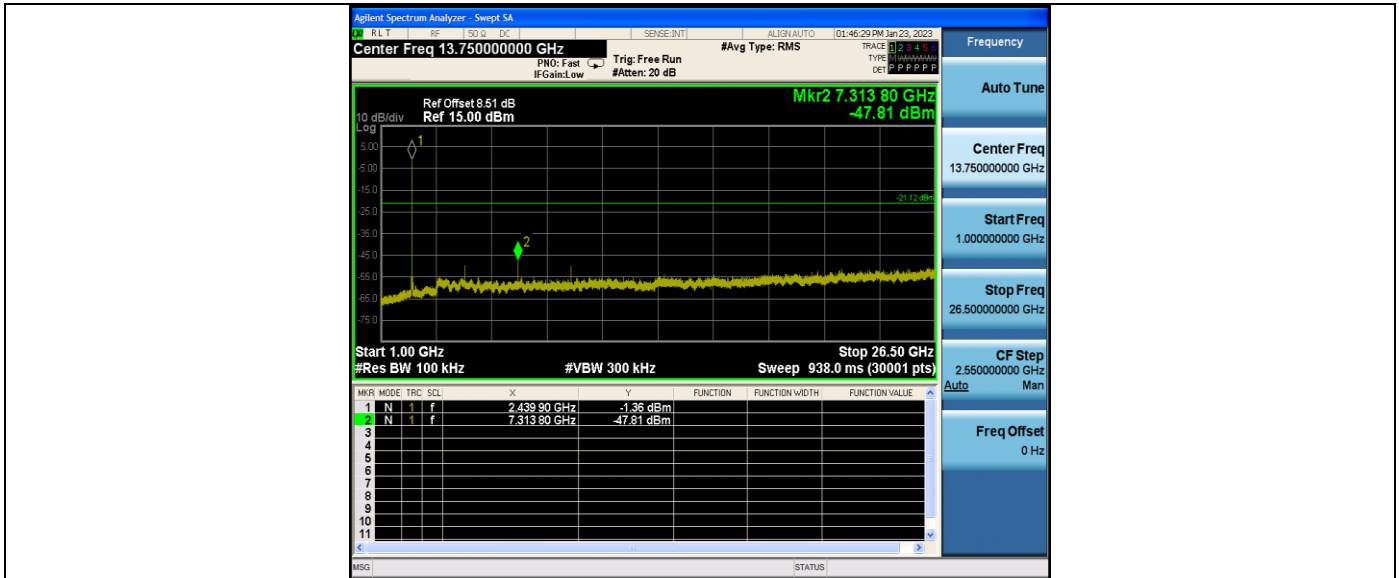 Agilent Spectrum Analyzer - Swept SA
RLT RF 50 Ω DC SENSE:INT ALIGNAUTO 01:46:29 PM Jan 23, 2023
Center Freq 13.750000000 GHz
#Avg Type: RMS
TRACE 1 2 3 4 5 6
PNO: Fast Trig: Free Run
TYPE M
IFGain:Low #Atten: 20 dB
DET P P P P P P
Mkr2 7.313 80 GHz
-47.81 dBm
Ref Offset 8.51 dB
10 dB/div Ref 15.00 dBm
Log
5.00
-5.00
-15.0
-25.0
-35.0
-45.0
-55.0
-65.0
-75.0
1
2
-21.12 dBm
Start 1.00 GHz Stop 26.50 GHz
#Res BW 100 kHz #VBW 300 kHz Sweep 938.0 ms (30001 pts)
MKR MODE TRC SCL X Y FUNCTION FUNCTION WIDTH FUNCTION VALUE
1 N 1 f 2.439 90 GHz -1.36 dBm
2 N 1 f 7.313 80 GHz -47.81 dBm
3
4
5
6
7
8
9
10
11
MSG STATUS
Frequency
Auto Tune
Center Freq
13.750000000 GHz
Start Freq
1.000000000 GHz
Stop Freq
26.500000000 GHz
CF Step
2.550000000 GHz
Auto Man
Freq Offset
0 Hz